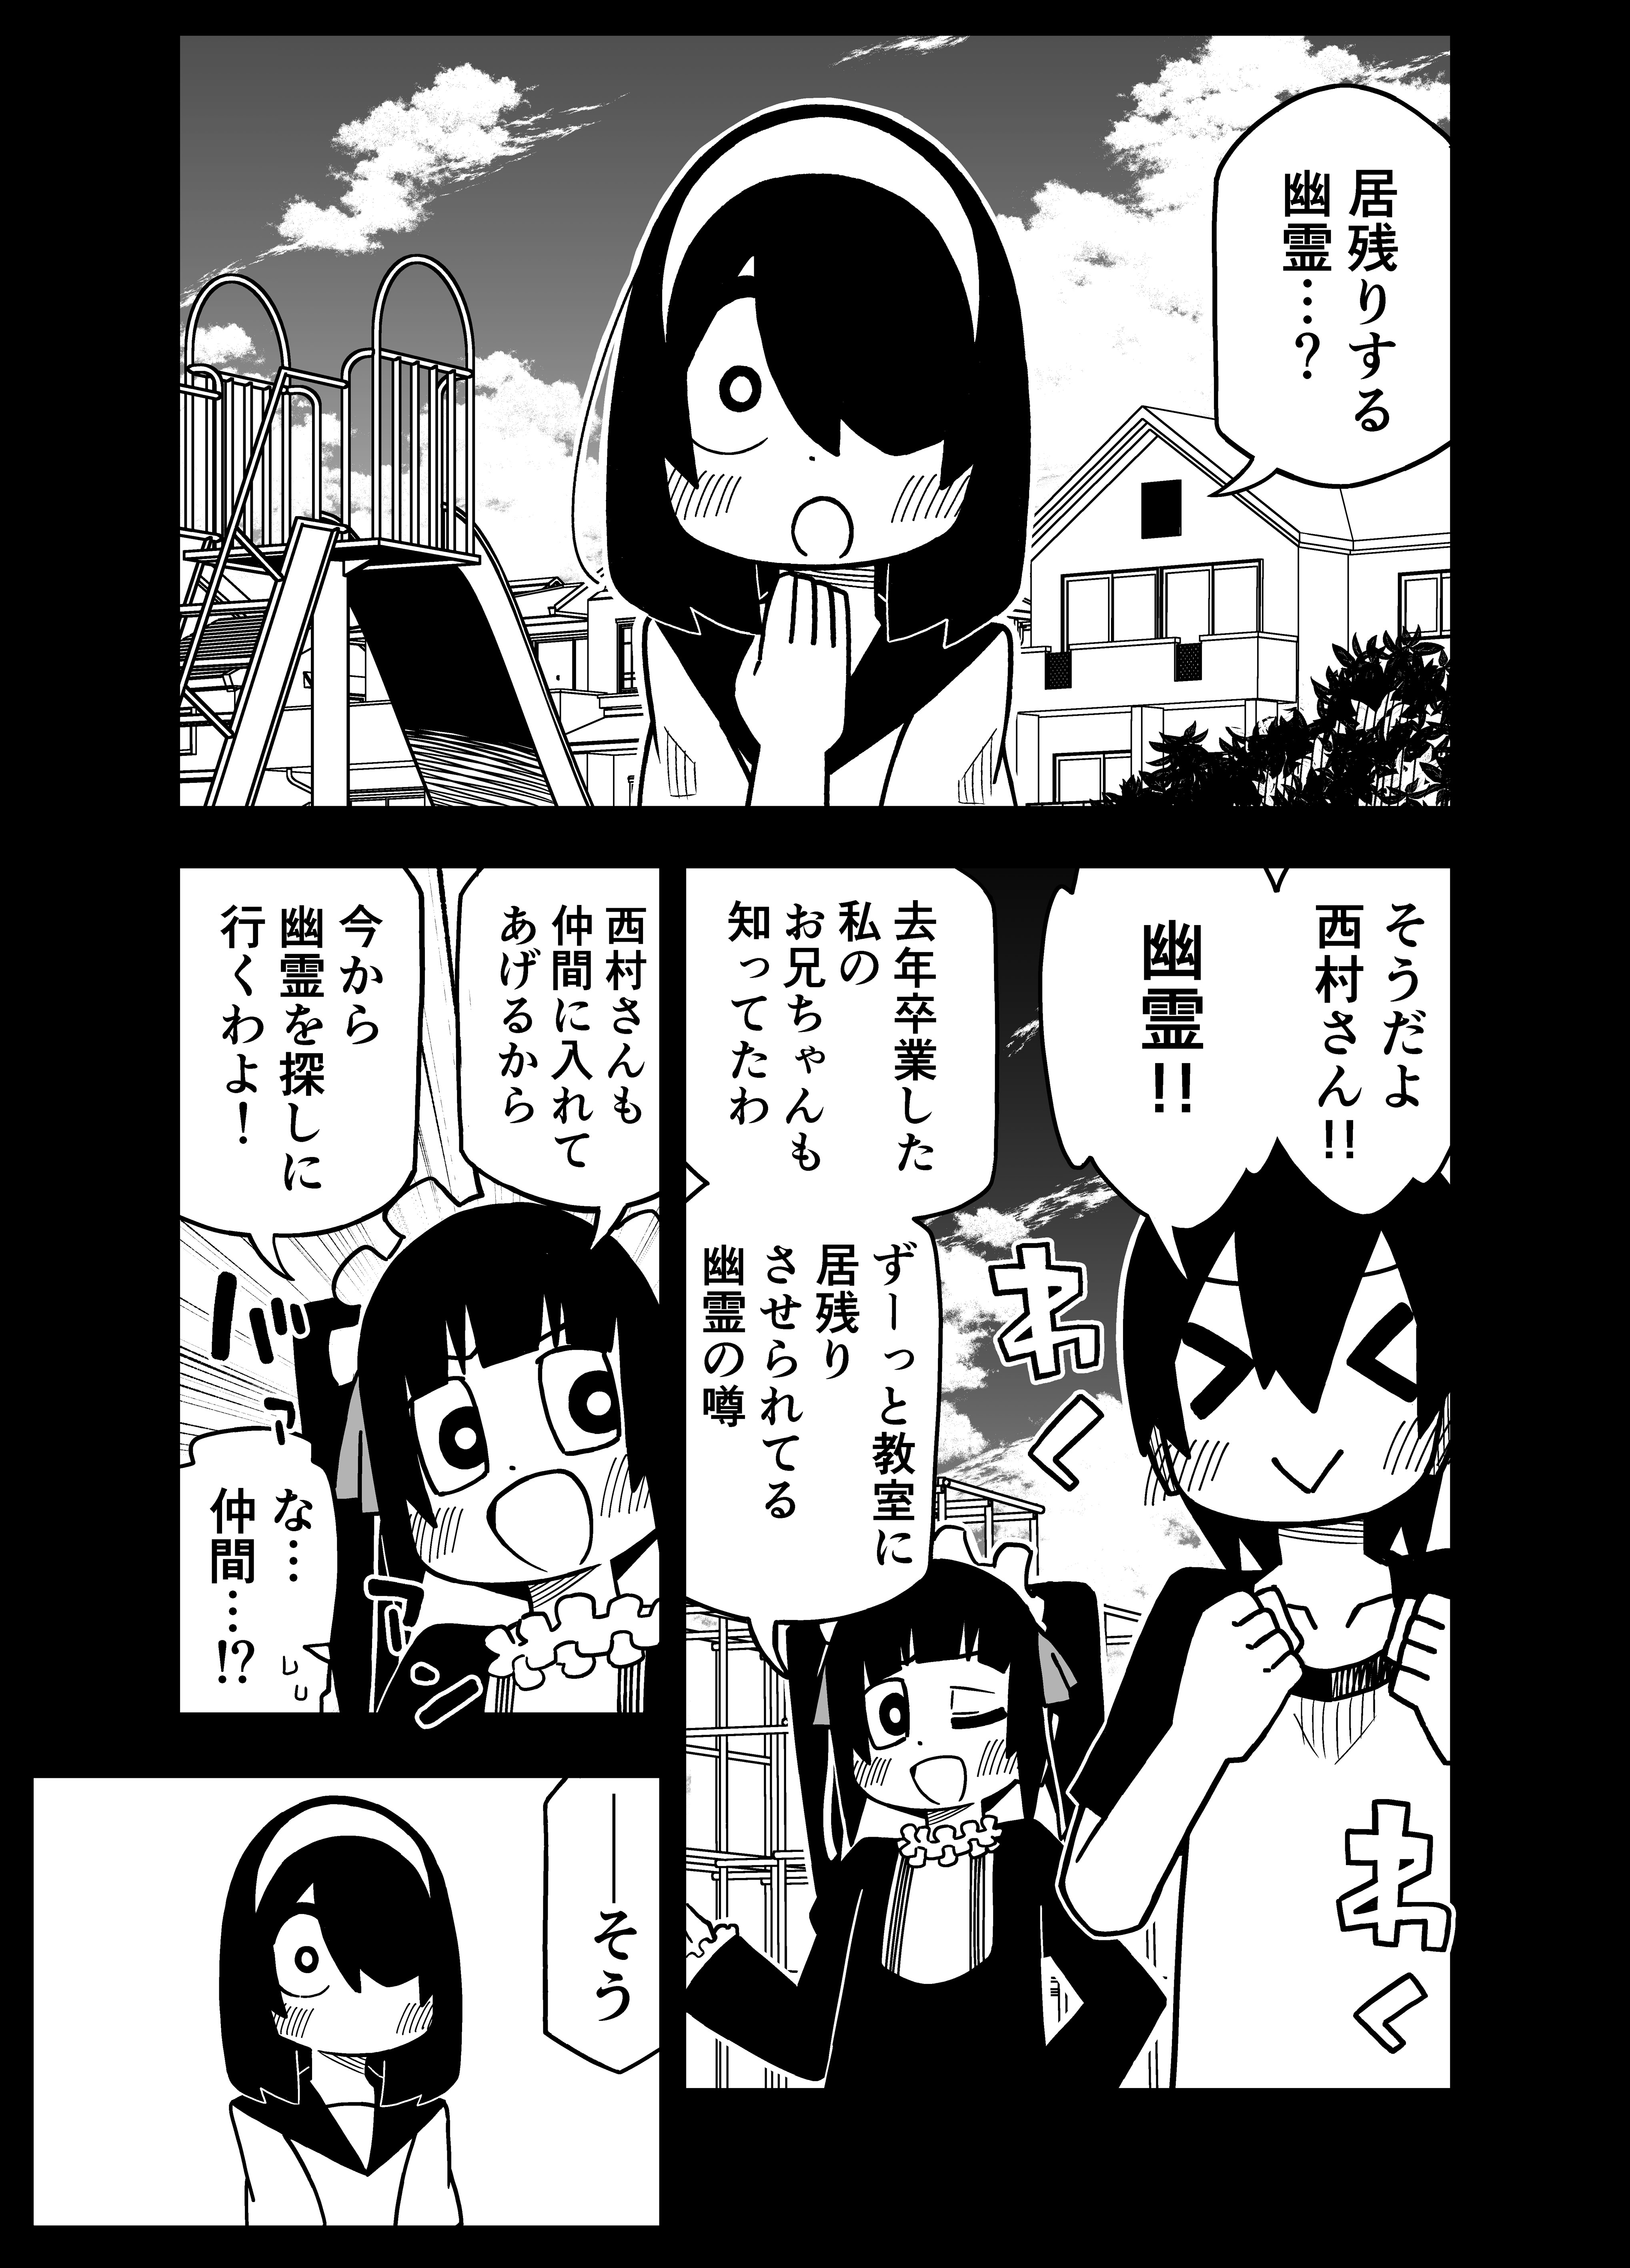 居残りする
幽霊…?
そうだよ
西村さん!!
幽霊!!
わく
わく
去年卒業した
私の
お兄ちゃんも
知ってたわ
ずーっと教室に
居残り
させられてる
幽霊の噂
西村さんも
仲間に入れて
あげるから
今から
幽霊を探しに
行くわよ!
バァーン
な…
仲間…!?
――そう